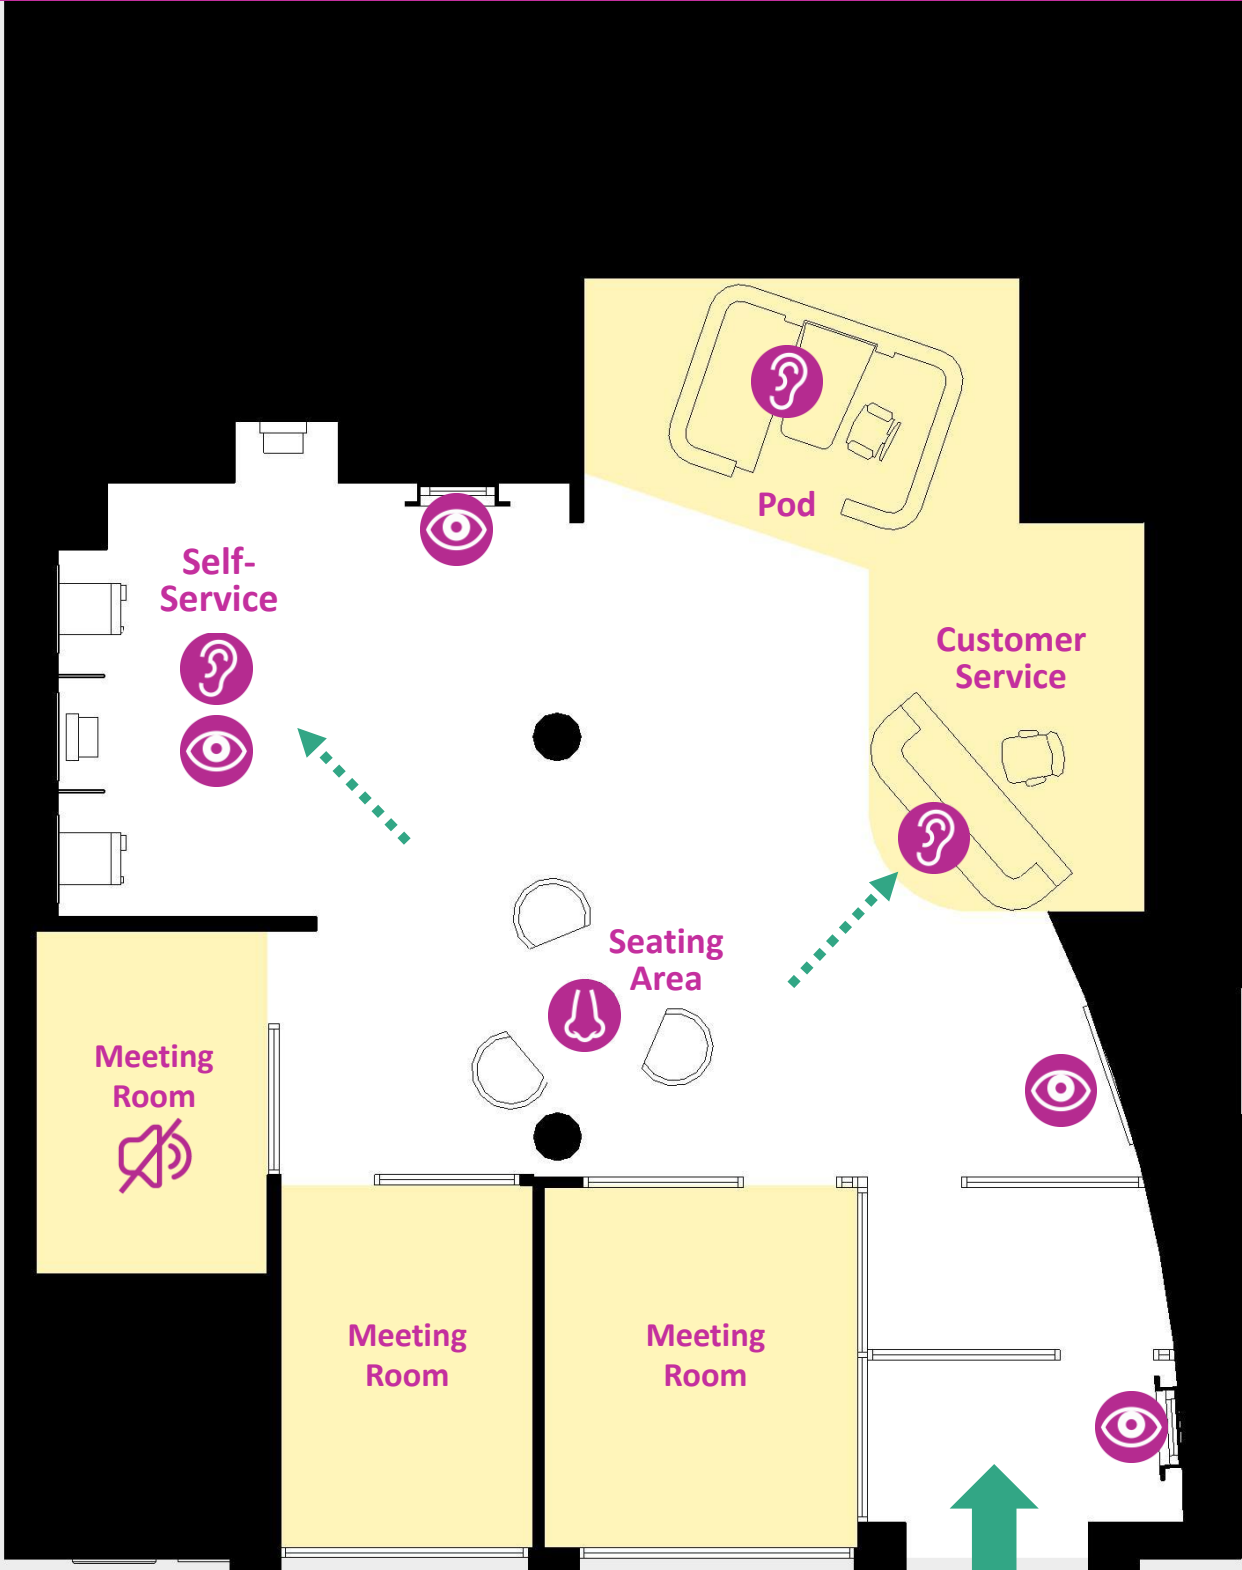 Pod
Self-
Service
Customer
Service
Seating
Area
Meeting
Room
Meeting
Room
Meeting
Room